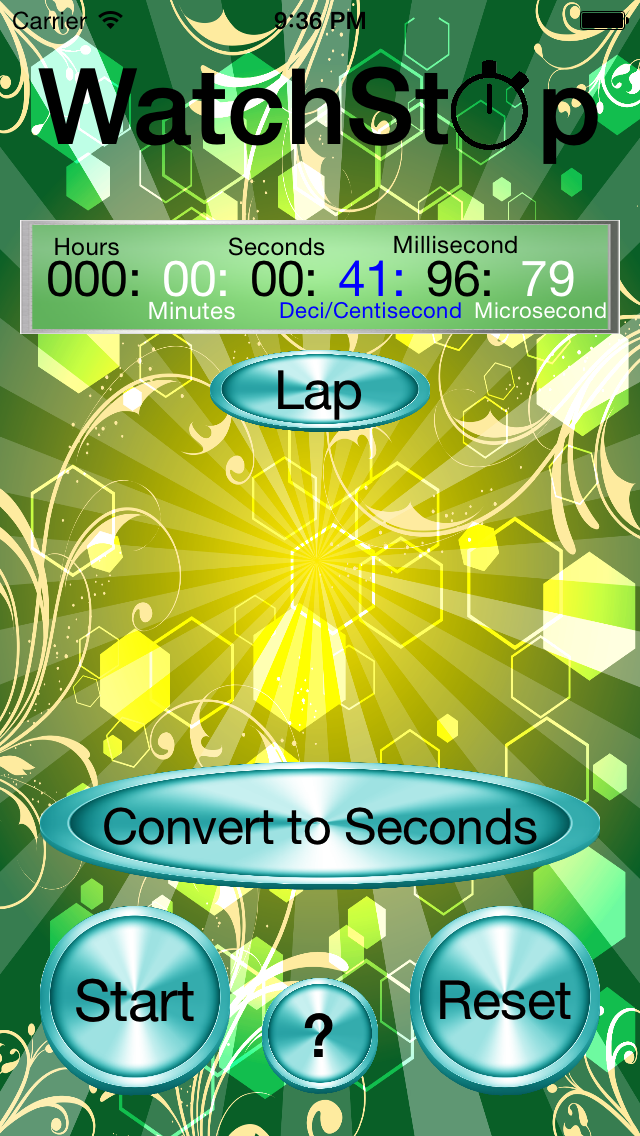 Carrier 9:36 PM
WatchStop
Hours Seconds Millisecond
000: 00: 00: 41: 96: 79
Minutes Deci/Centisecond Microsecond
Lap
Convert to Seconds
Start ? Reset